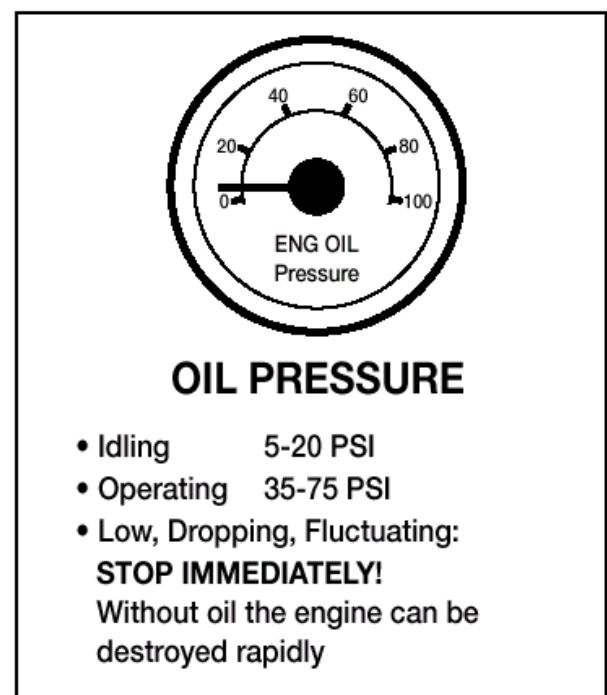 40 60
20 80
0 100
ENG OIL
Pressure
OIL PRESSURE
• Idling 5-20 PSI
• Operating 35-75 PSI
• Low, Dropping, Fluctuating:
STOP IMMEDIATELY!
Without oil the engine can be
destroyed rapidly